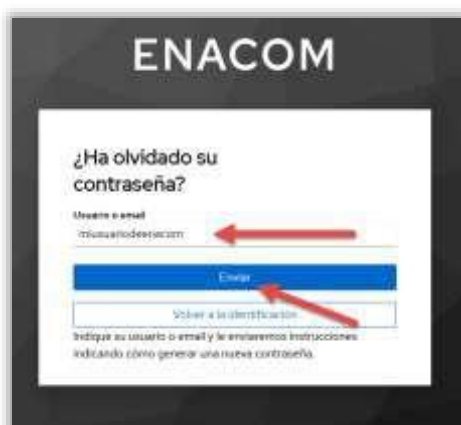 ENACOM
¿Ha olvidado su
contraseña?
Usuario o email
miusuariodeenacom
Enviar
Volver a la identificación
Indique su usuario o email y le enviaremos instrucciones
indicando cómo generar una nueva contraseña.